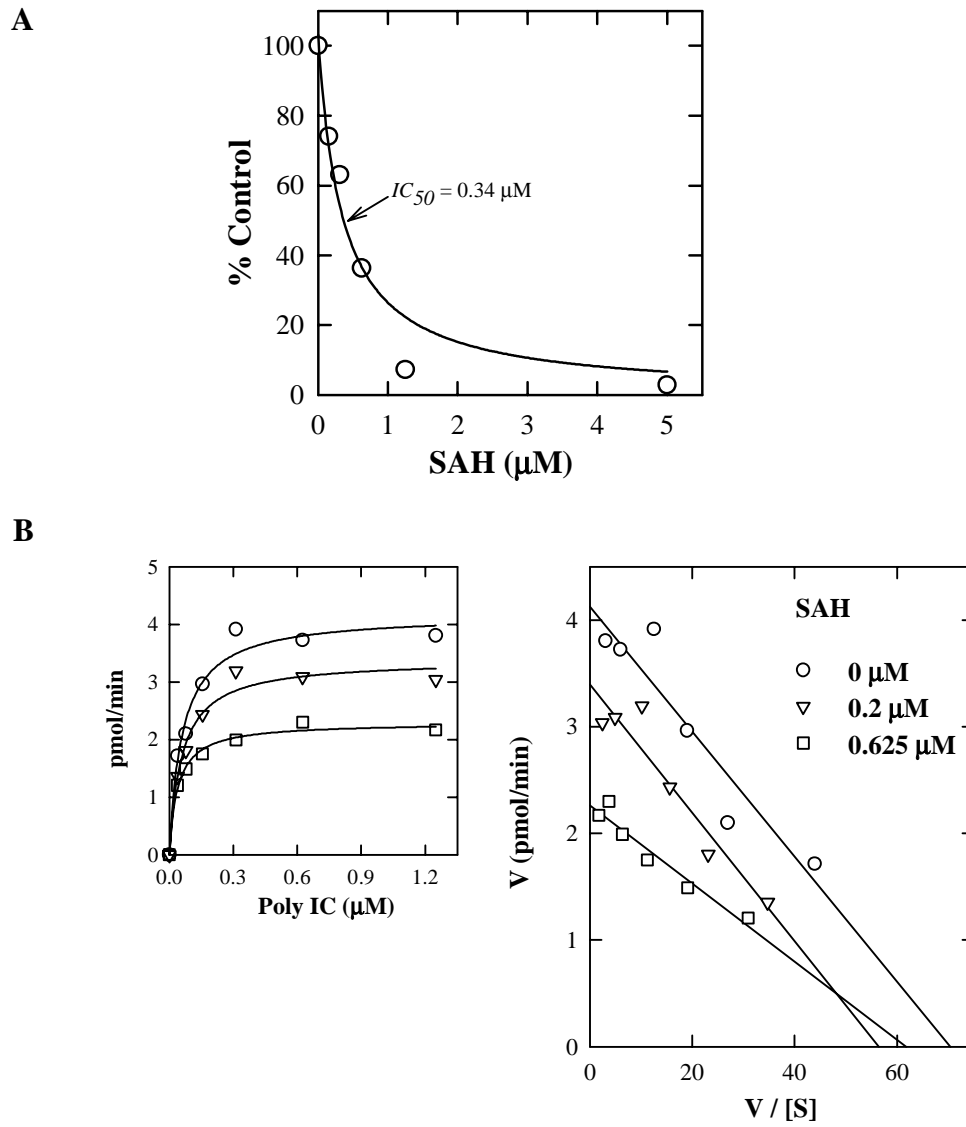 A
100
80
60
40
20
0
% Control
IC50 = 0.34 μM
0 1 2 3 4 5
SAH (μM)
B
5
4
3
2
1
0
pmol/min
0.0 0.3 0.6 0.9 1.2
Poly IC (μM)
4
3
2
1
0
V (pmol/min)
SAH
0 μM
0.2 μM
0.625 μM
0 20 40 60
V / [S]